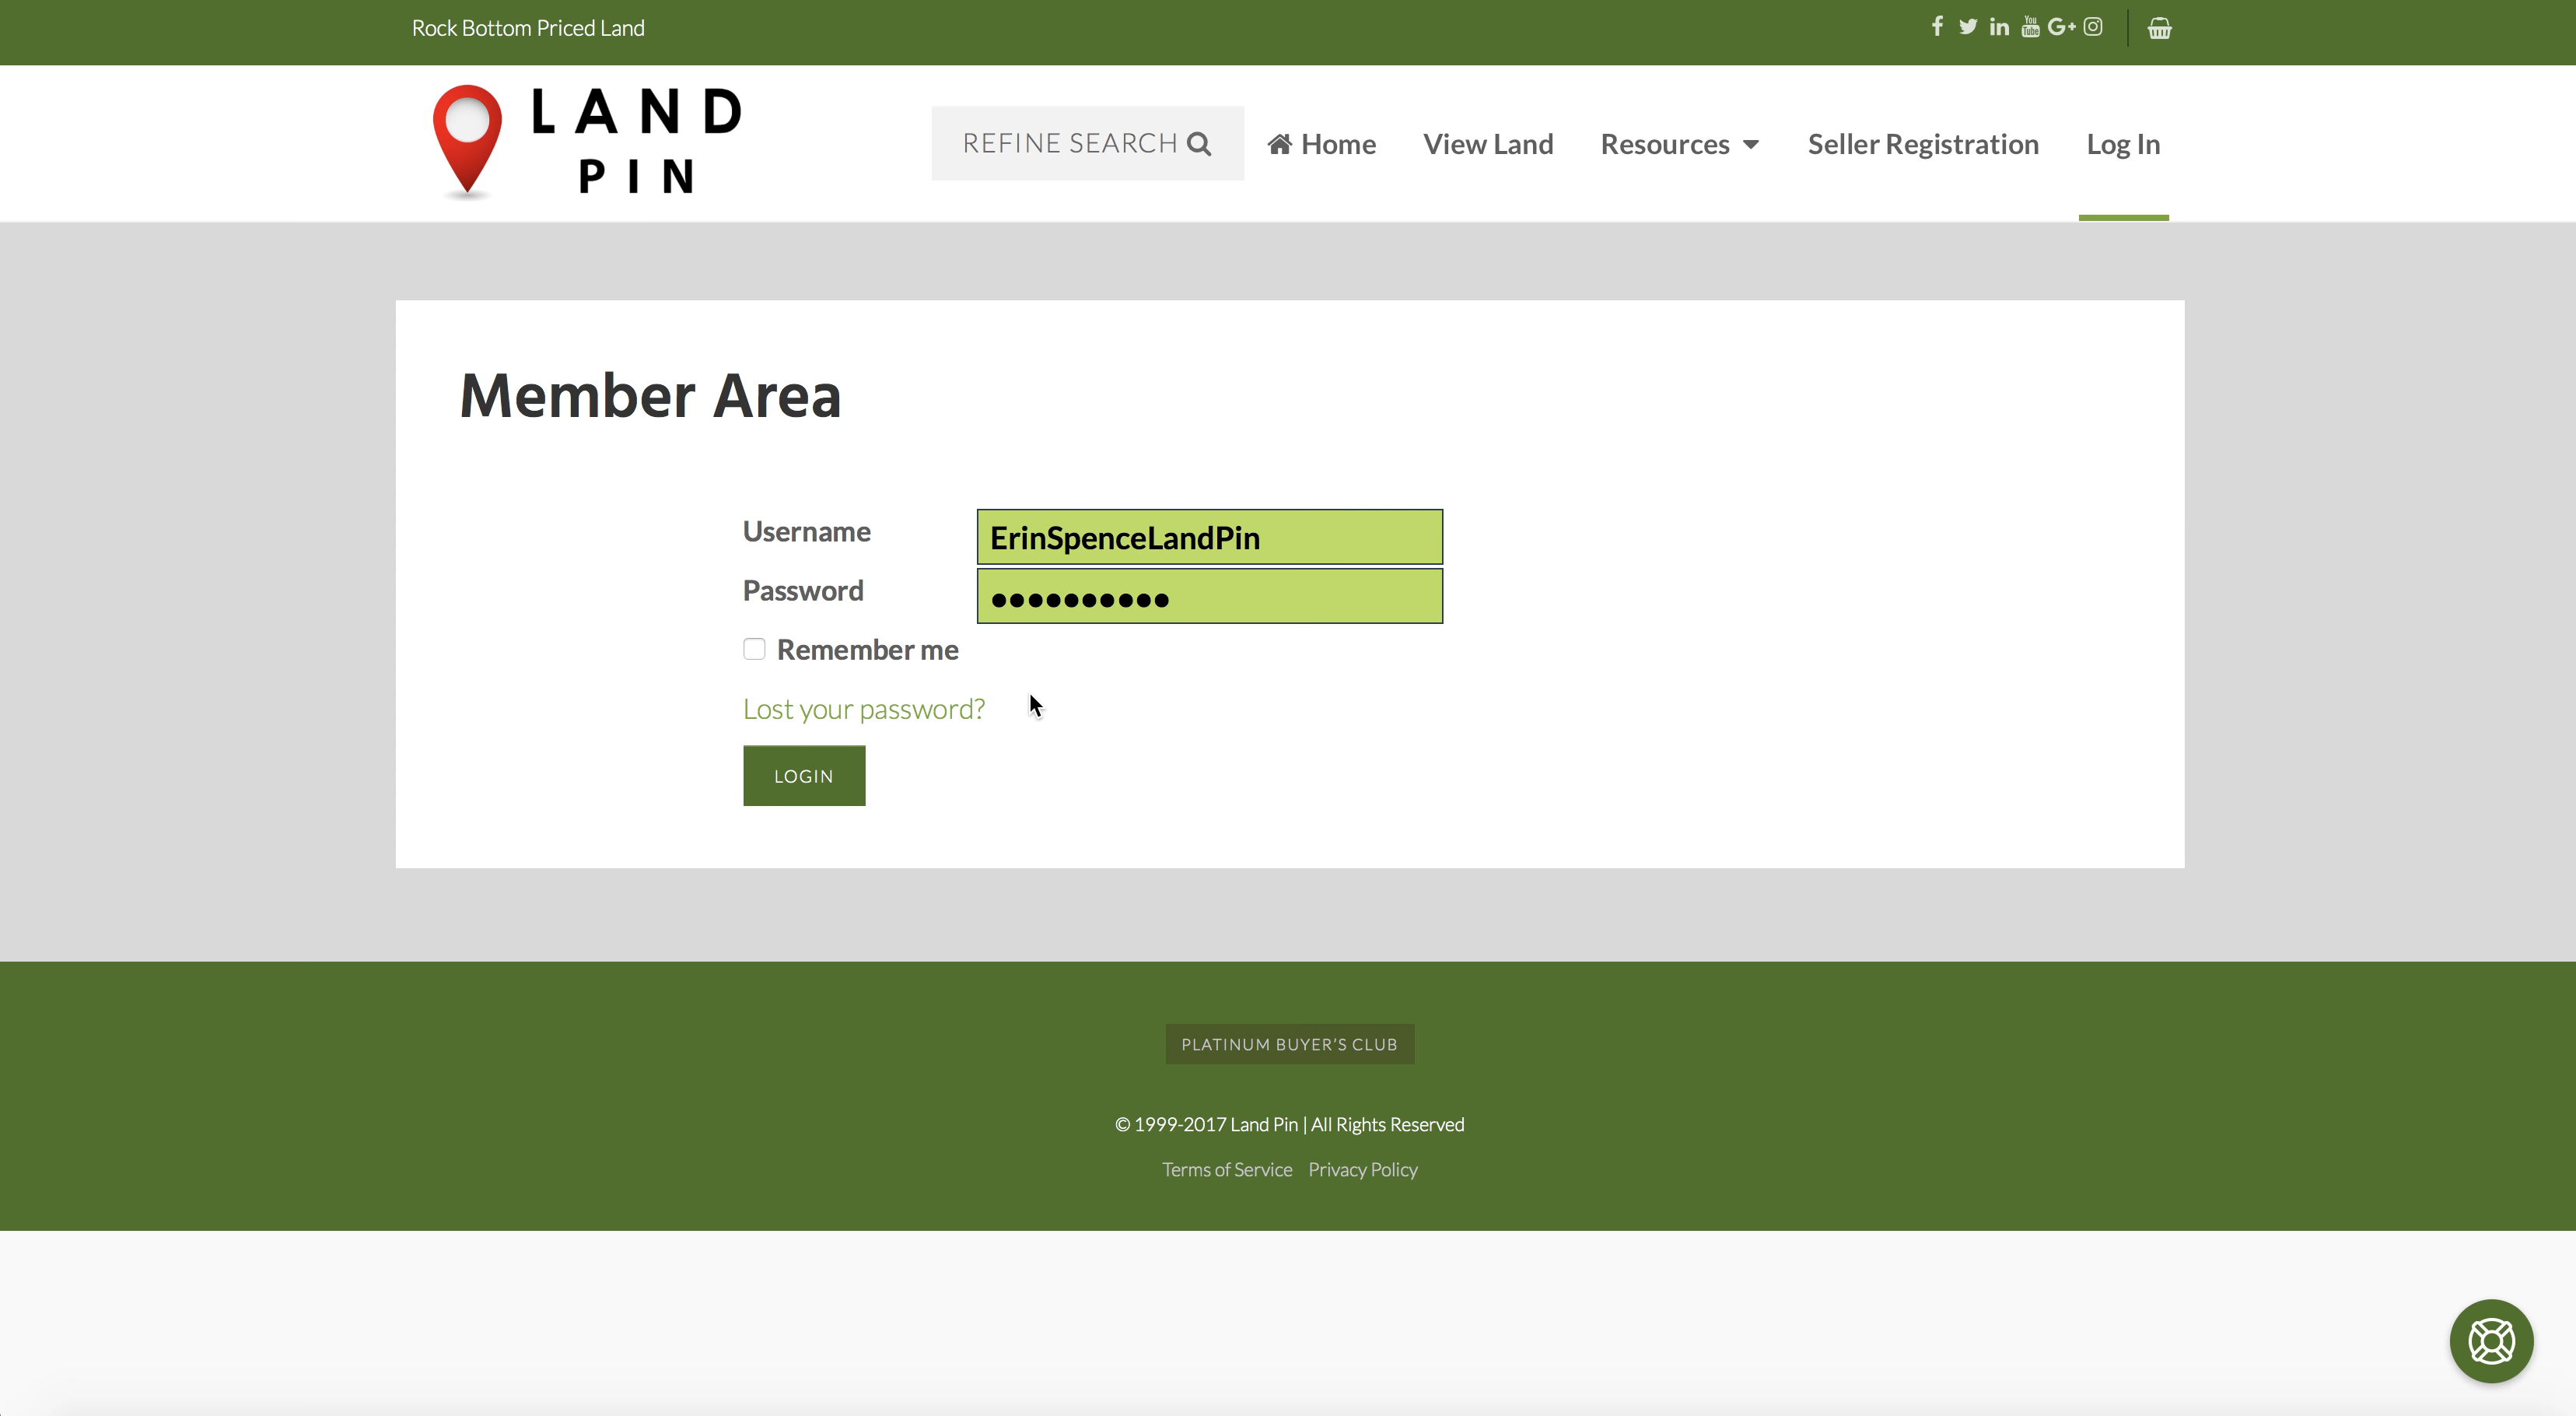 Rock Bottom Priced Land
LAND
PIN
REFINE SEARCH
Home
View Land
Resources
Seller Registration
Log In
Member Area
Username
ErinSpenceLandPin
Password
●●●●●●●●●●
Remember me
Lost your password?
LOGIN
PLATINUM BUYER'S CLUB
© 1999-2017 Land Pin | All Rights Reserved
Terms of Service Privacy Policy